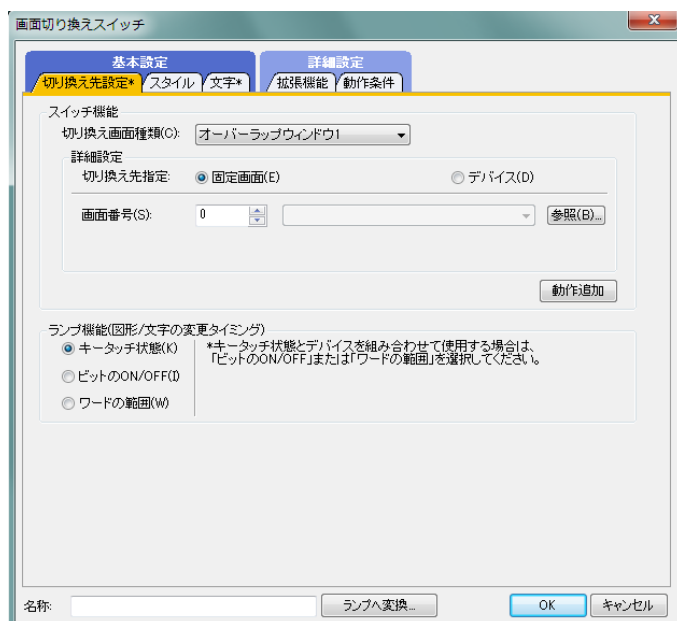 画面切り換えスイッチ
基本設定 詳細設定
切り換え先設定* スタイル 文字* 拡張機能 動作条件
スイッチ機能
切り換え画面種類(C): オーバーラップウィンドウ1
詳細設定
切り換え先指定: 固定画面(E) デバイス(D)
画面番号(S): 0 参照(B)...
動作追加
ランプ機能(図形/文字の変更タイミング)
キータッチ状態(K) *キータッチ状態とデバイスを組み合わせて使用する場合は、
「ビットのON/OFF」または「ワードの範囲」を選択してください。
ビットのON/OFF(I)
ワードの範囲(W)
名称: ランプへ変換... OK キャンセル